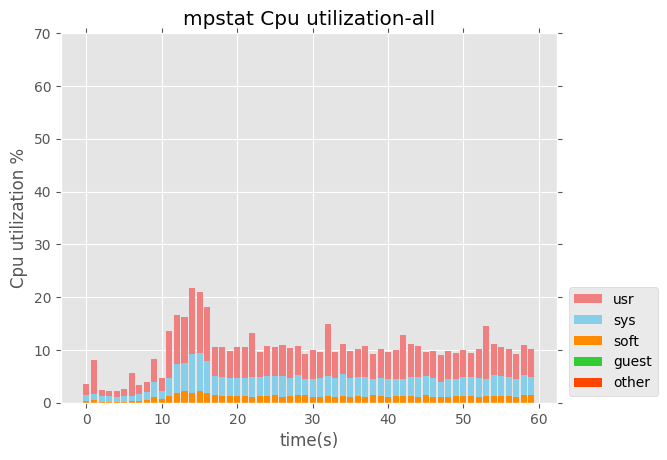 mpstat Cpu utilization-all
70
60
50
40
30
20
10
0
Cpu utilization %
0 10 20 30 40 50 60
time(s)
usr
sys
soft
guest
other